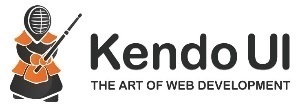 Kendo UI
THE ART OF WEB DEVELOPMENT